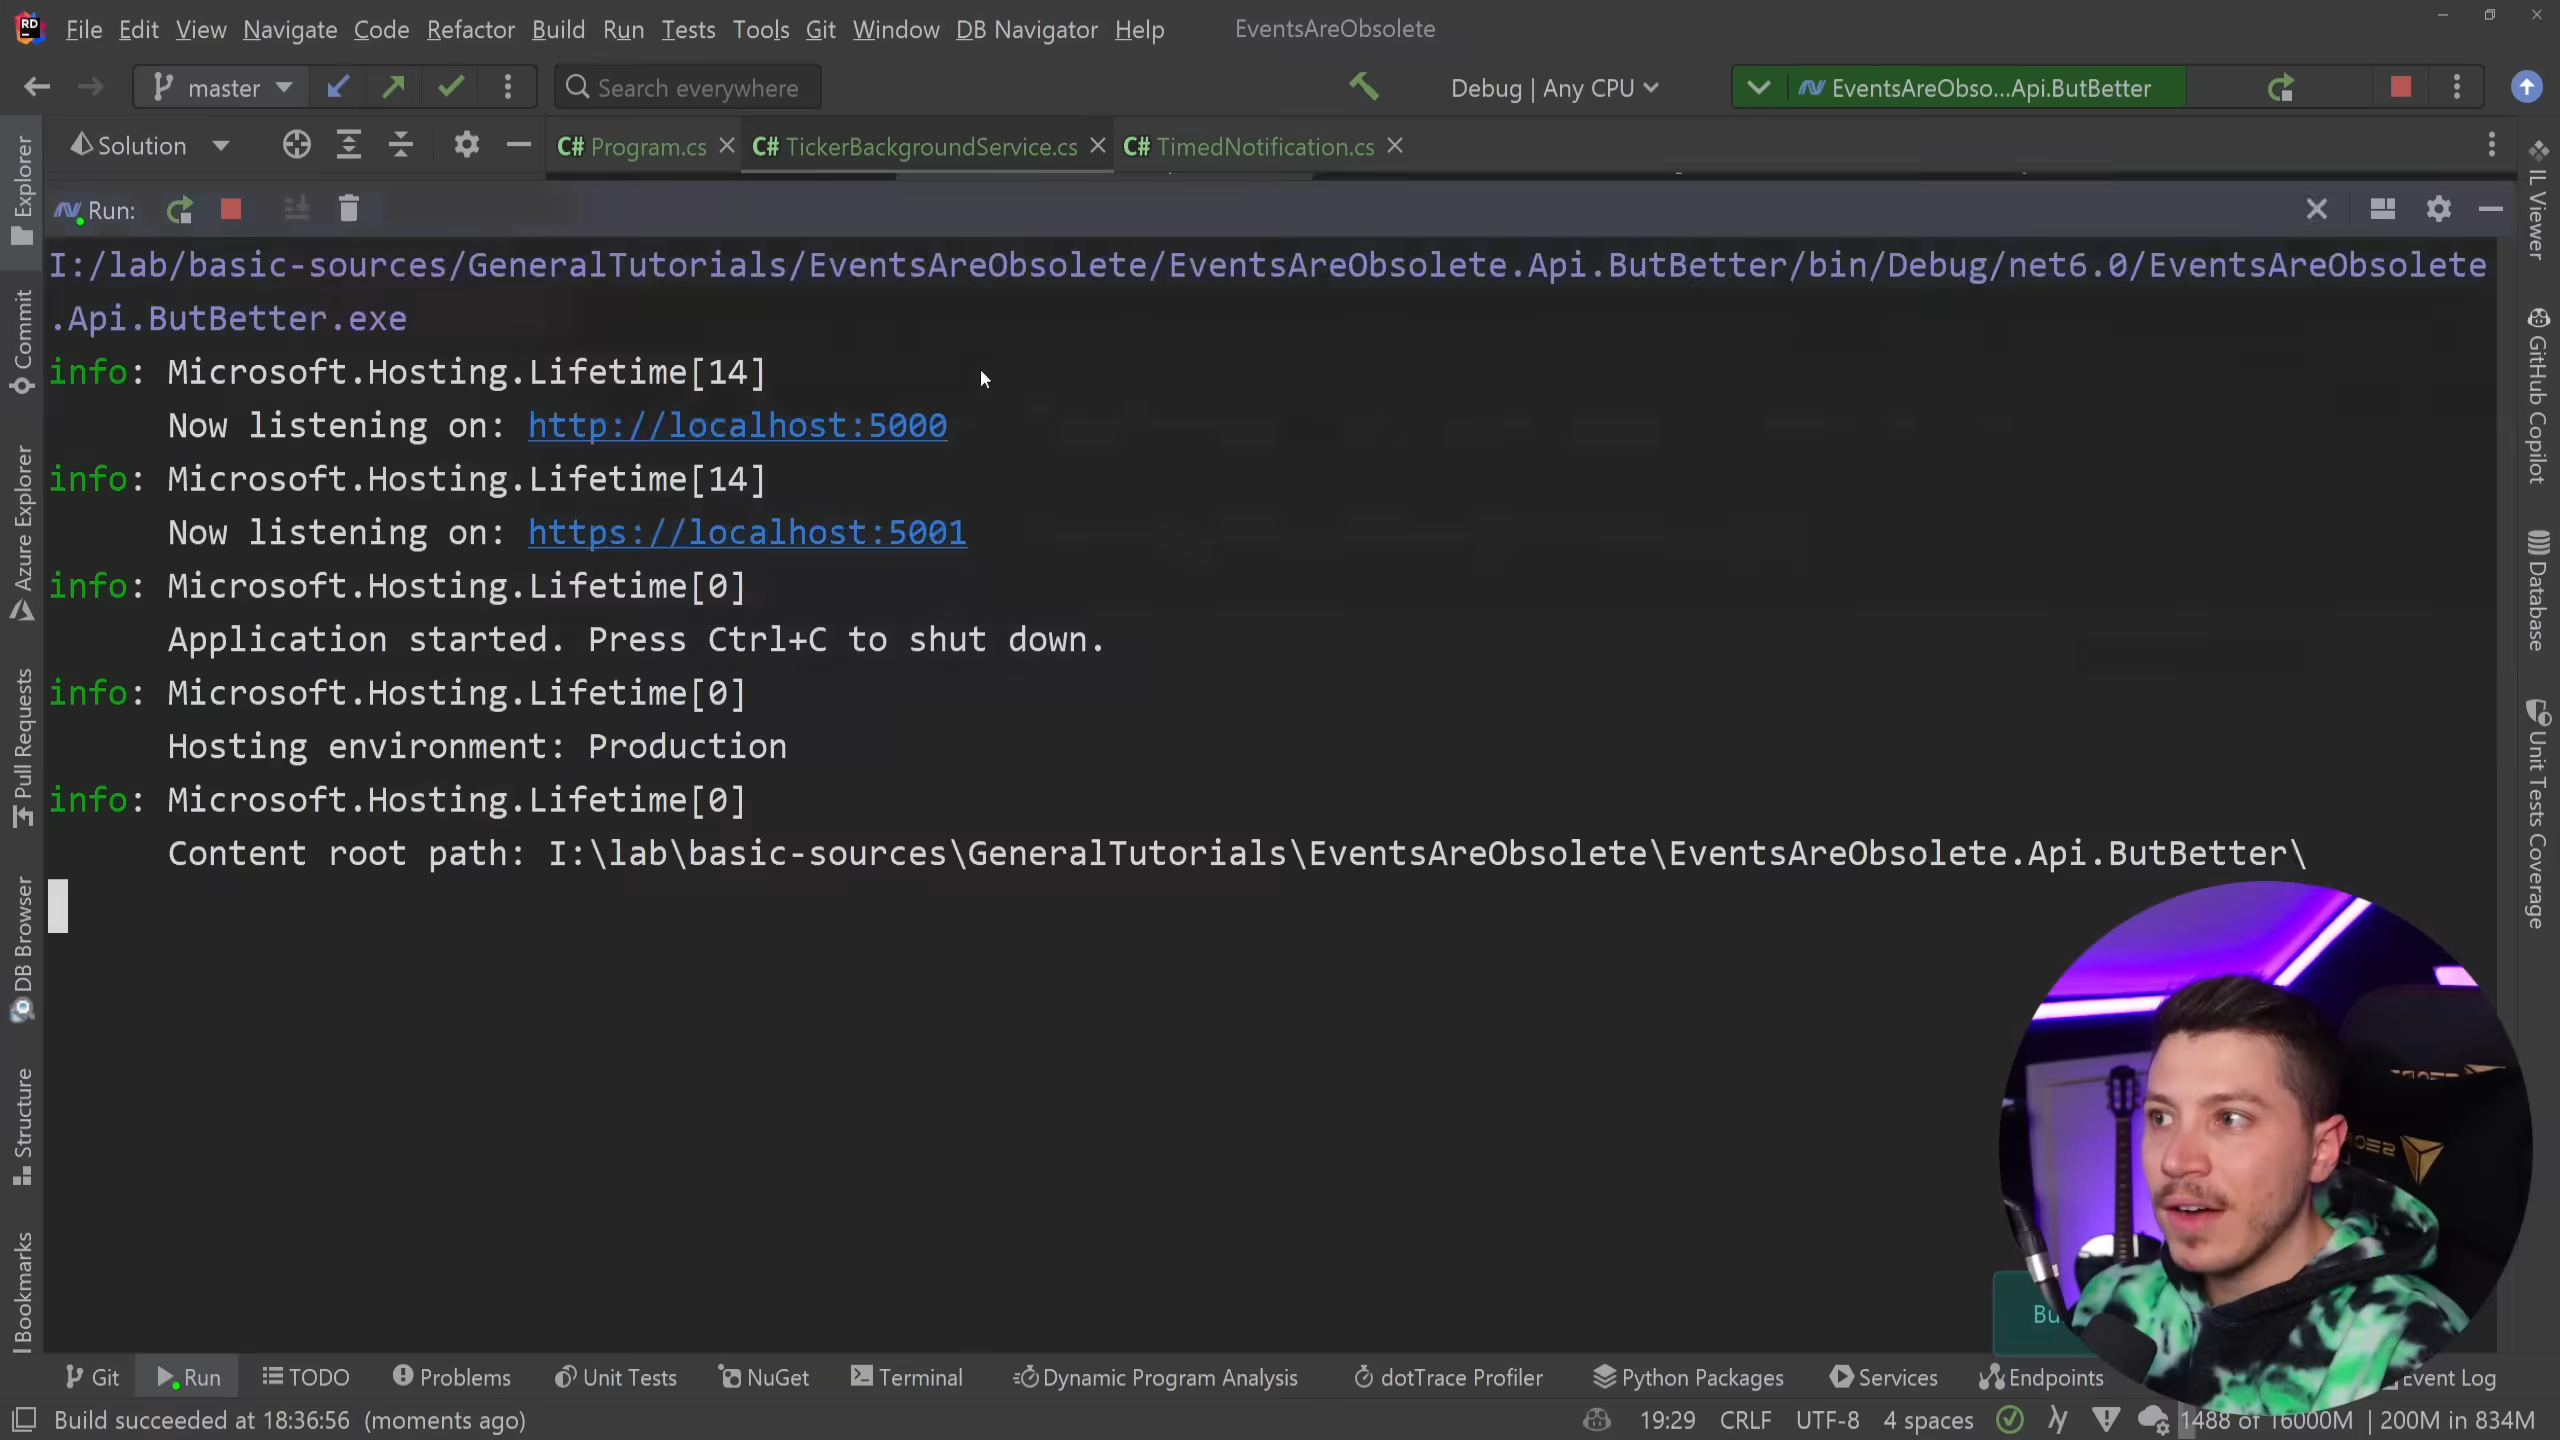 File Edit View Navigate Code Refactor Build Run Tests Tools Git Window DB Navigator Help EventsAreObsolete
master Search everywhere Debug | Any CPU EventsAreObso...Api.ButBetter
Solution C# Program.cs C# TickerBackgroundService.cs C# TimedNotification.cs
Run:
I:/lab/basic-sources/GeneralTutorials/EventsAreObsolete/EventsAreObsolete.Api.ButBetter/bin/Debug/net6.0/EventsAreObsolete
.Api.ButBetter.exe
info: Microsoft.Hosting.Lifetime[14]
Now listening on: http://localhost:5000
info: Microsoft.Hosting.Lifetime[14]
Now listening on: https://localhost:5001
info: Microsoft.Hosting.Lifetime[0]
Application started. Press Ctrl+C to shut down.
info: Microsoft.Hosting.Lifetime[0]
Hosting environment: Production
info: Microsoft.Hosting.Lifetime[0]
Content root path: I:\lab\basic-sources\GeneralTutorials\EventsAreObsolete\EventsAreObsolete.Api.ButBetter\
Explorer
Commit
Azure Explorer
Pull Requests
DB Browser
Structure
Bookmarks
IL Viewer
GitHub Copilot
Database
Unit Tests Coverage
Git Run TODO Problems Unit Tests NuGet Terminal Dynamic Program Analysis dotTrace Profiler Python Packages Services Endpoints Event Log
Build succeeded at 18:36:56 (moments ago) 19:29 CRLF UTF-8 4 spaces 1488 of 16000M | 200M in 834M